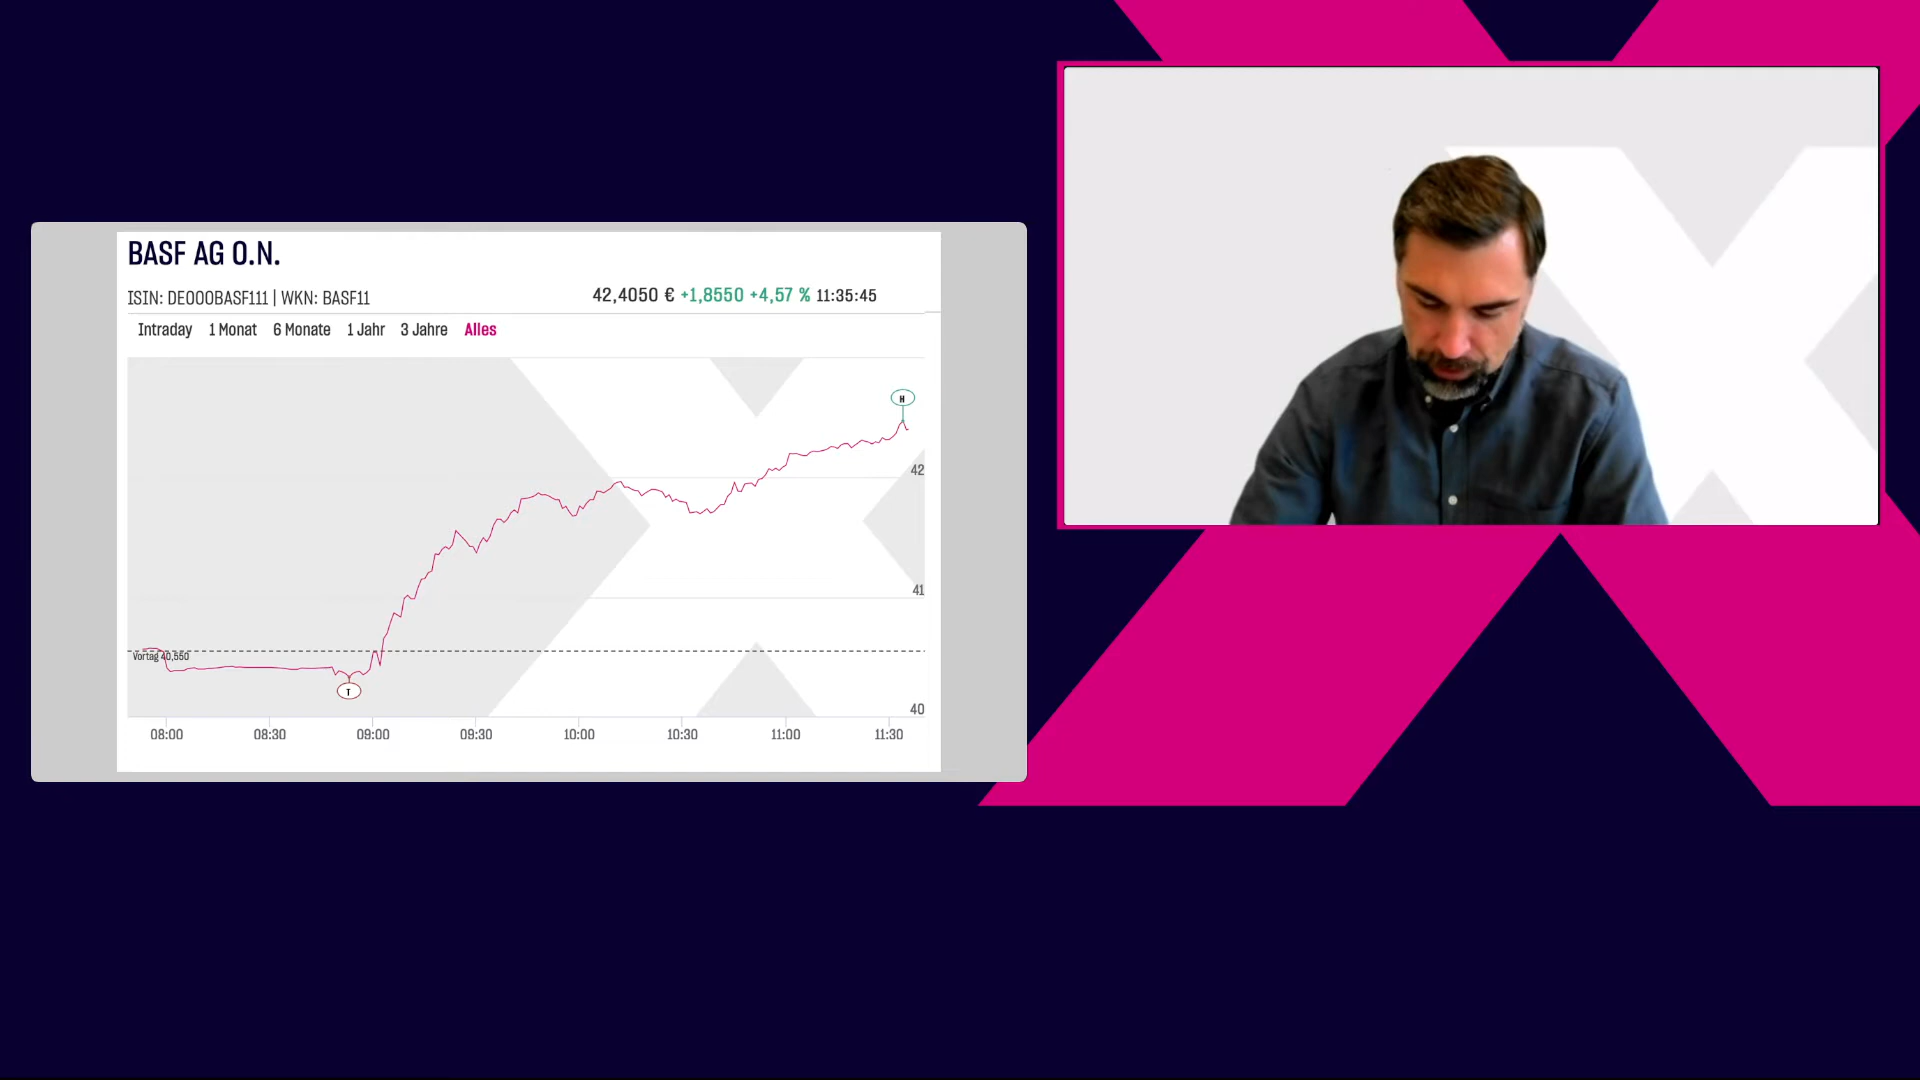 BASF AG O.N.
ISIN: DE000BASF111 | WKN: BASF11
42,4050 € +1,8550 +4,57 % 11:35:45
Intraday 1 Monat 6 Monate 1 Jahr 3 Jahre Alles
H
42
41
Vortag 40,550
T
40
08:00 08:30 09:00 09:30 10:00 10:30 11:00 11:30